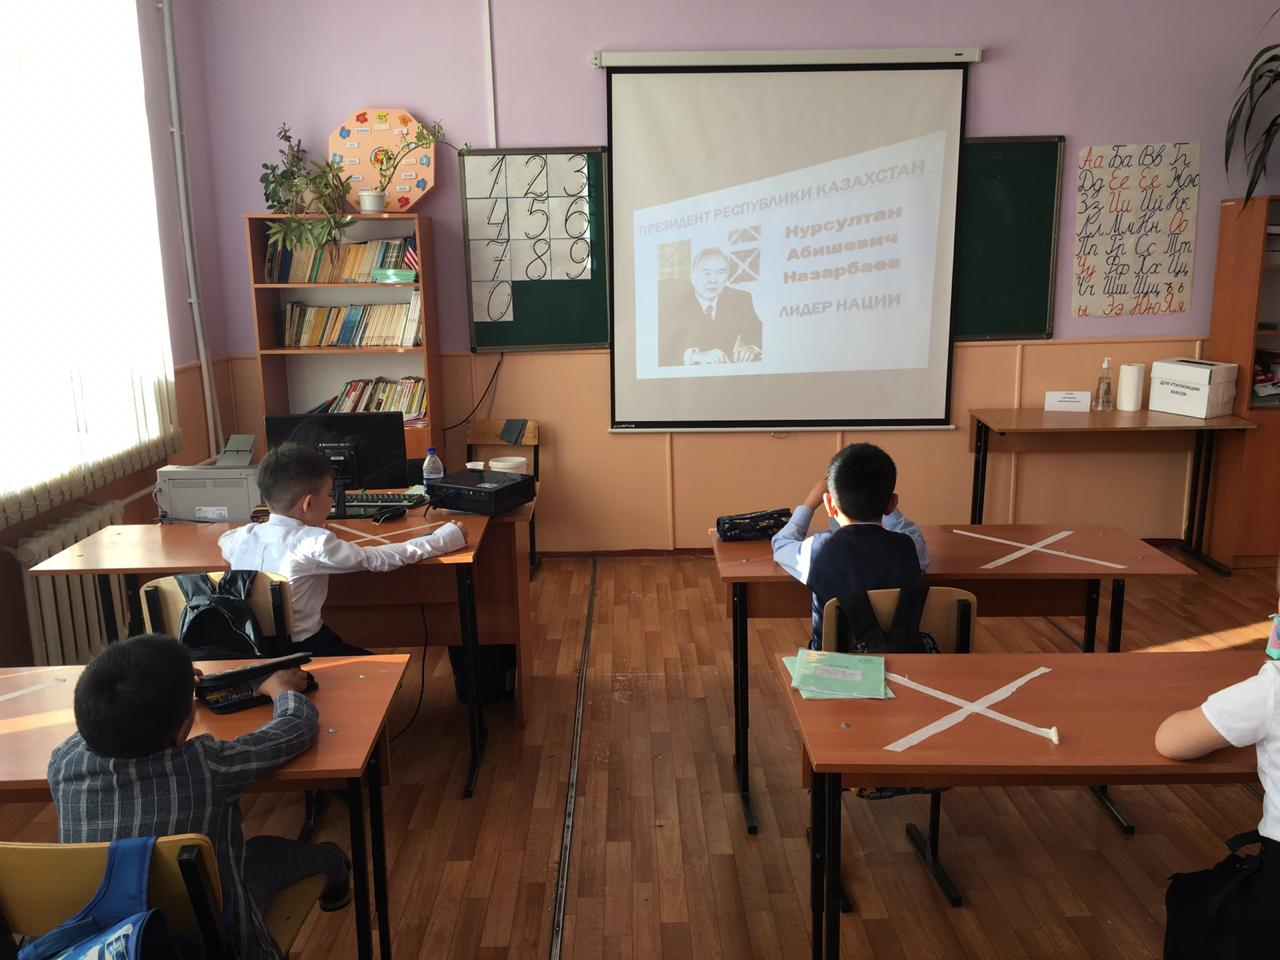 1 2 3
4 5 6
7 8 9
0
ПРЕЗИДЕНТ РЕСПУБЛИКИ КАЗАХСТАН
Нурсултан
Абишевич
Назарбаев
ЛИДЕР НАЦИИ
Аа Бб Вв Гг
Дд Ее Ёё Жж
Зз Ии Йй Кк
Лл Мм Нн Оо
Пп Рр Сс Тт
Уу Фф Хх Цц
Чч Шш Щщ ъ ь
ы Ээ Юю Яя
ДЛЯ УТИЛИЗАЦИИ
МАСОК